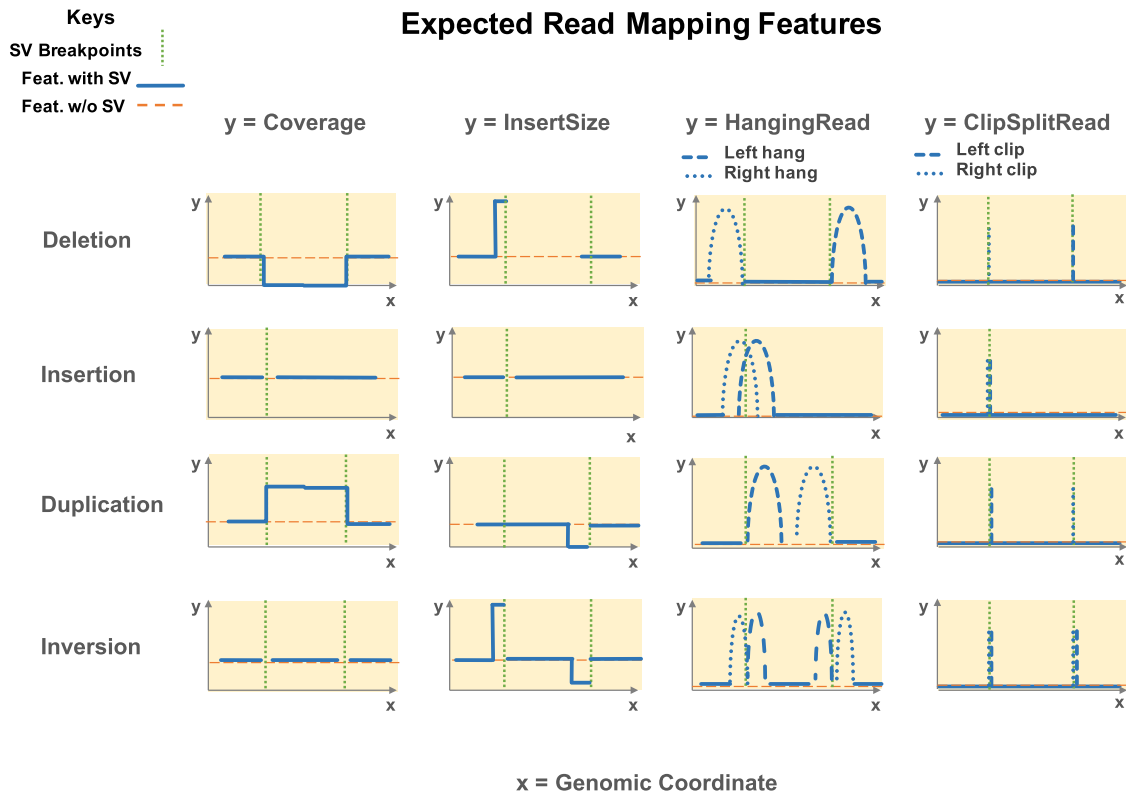 Keys
Expected Read Mapping Features
SV Breakpoints
Feat. with SV
Feat. w/o SV
y = Coverage
y = InsertSize
y = HangingRead
y = ClipSplitRead
Left hang
Right hang
Left clip
Right clip
Deletion
y
x
y
x
y
x
y
x
Insertion
y
x
y
x
y
x
y
x
Duplication
y
x
y
x
y
x
y
x
Inversion
y
x
y
x
y
x
y
x
x = Genomic Coordinate